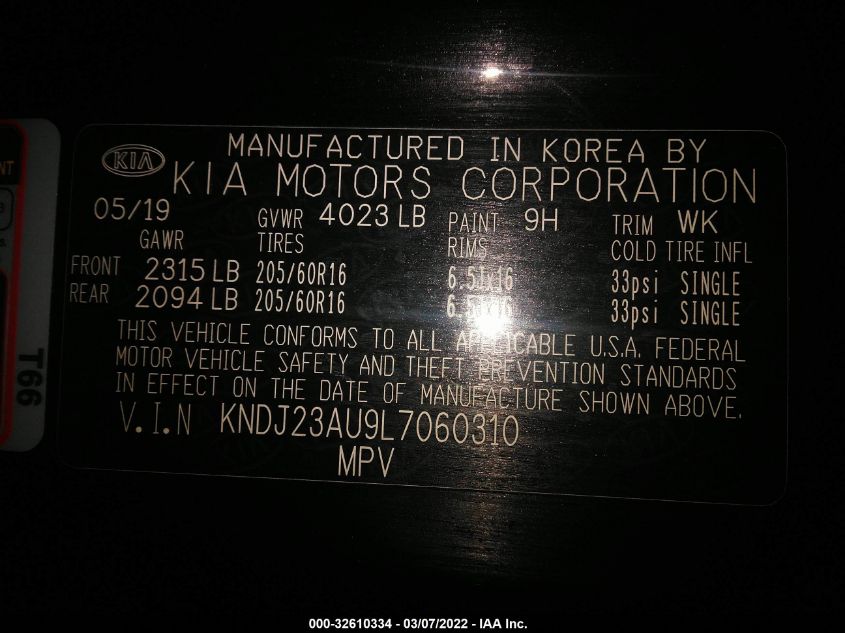 MANUFACTURED IN KOREA BY
KIA
KIA MOTORS CORPORATION
05/19 GVWR 4023 LB PAINT 9H TRIM WK
GAWR TIRES RIMS COLD TIRE INFL
FRONT 2315 LB 205/60R16 6.5J×16 33psi SINGLE
REAR 2094 LB 205/60R16 33psi SINGLE
THIS VEHICLE CONFORMS TO ALL APPLICABLE U.S.A. FEDERAL
MOTOR VEHICLE SAFETY AND THEFT PREVENTION STANDARDS
IN EFFECT ON THE DATE OF MANUFACTURE SHOWN ABOVE.
V.I.N KNDJ23AU9L7060310
MPV
T66
000-32610334 - 03/07/2022 - IAA Inc.